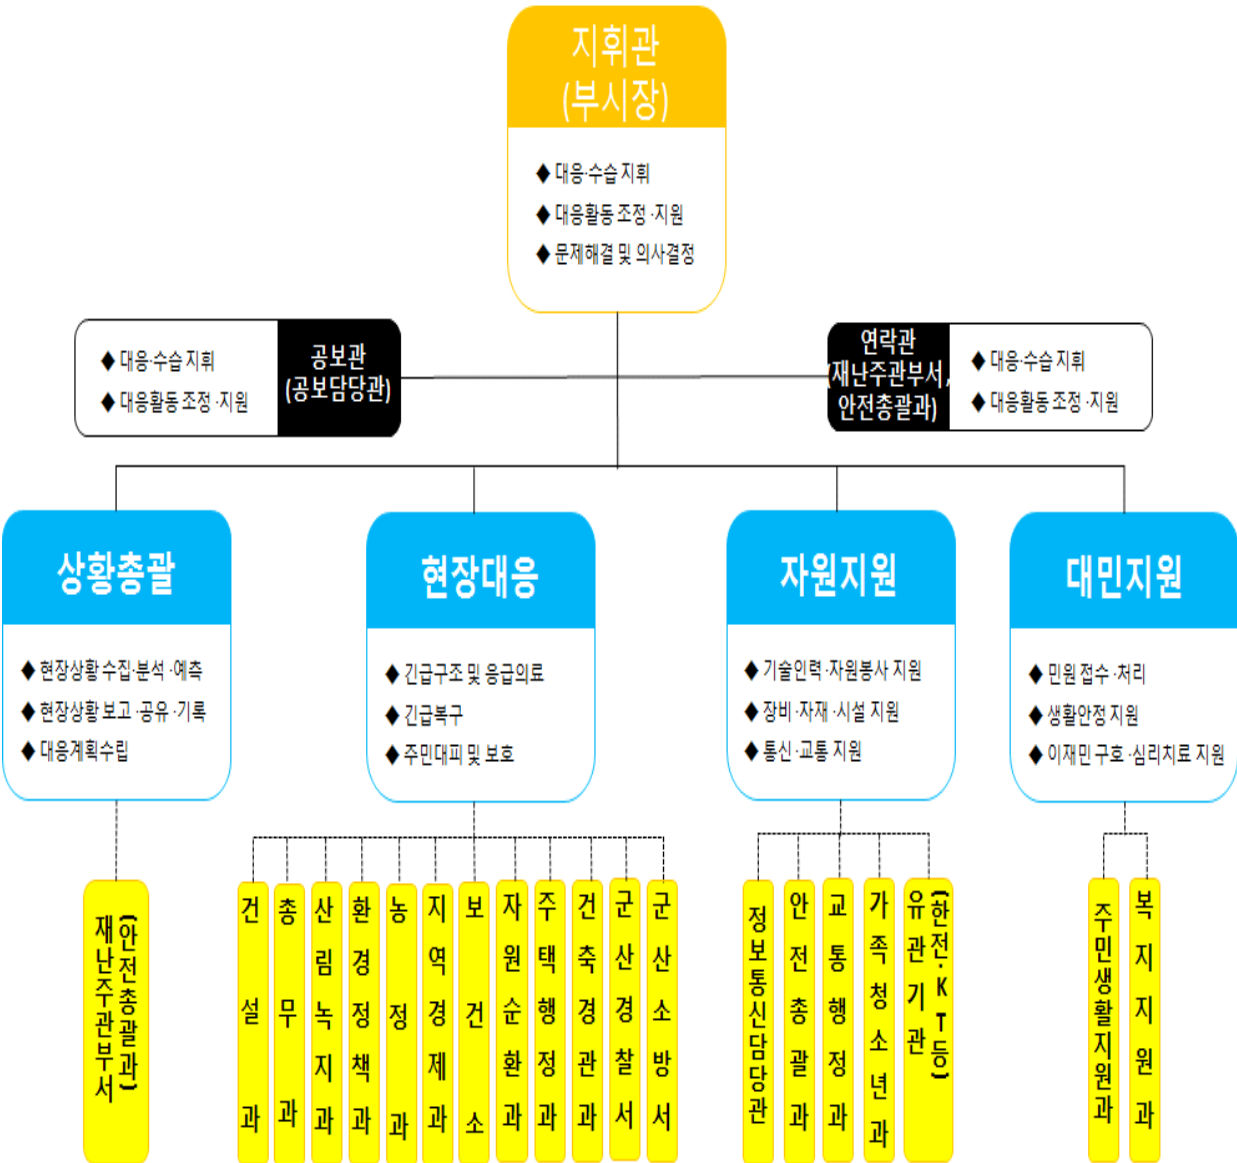 지휘관
(부시장)
◆ 대응·수습 지휘
◆ 대응활동 조정·지원
◆ 문제해결 및 의사결정
◆ 대응·수습 지휘
◆ 대응활동 조정·지원
공보관
(공보담당관)
연락관
(재난주관부서,
안전총괄과)
◆ 대응·수습 지휘
◆ 대응활동 조정·지원
상황총괄
◆ 현장상황 수집·분석·예측
◆ 현장상황 보고·공유·기록
◆ 대응계획수립
현장대응
◆ 긴급구조 및 응급의료
◆ 긴급복구
◆ 주민대피 및 보호
자원지원
◆ 기술인력·자원봉사 지원
◆ 장비·자재·시설 지원
◆ 통신·교통 지원
대민지원
◆ 민원 접수·처리
◆ 생활안정 지원
◆ 이재민 구호·심리치료 지원
재난주관부서
(안전총괄과)
건설과
총무과
산림녹지과
환경정책과
농정과
지역경제과
보건소
자원순환과
주택행정과
건축경관과
군산경찰서
군산소방서
정보통신담당관
안전총괄과
교통행정과
가족청소년과
유관기관
(한전·KT등)
주민생활지원과
복지지원과